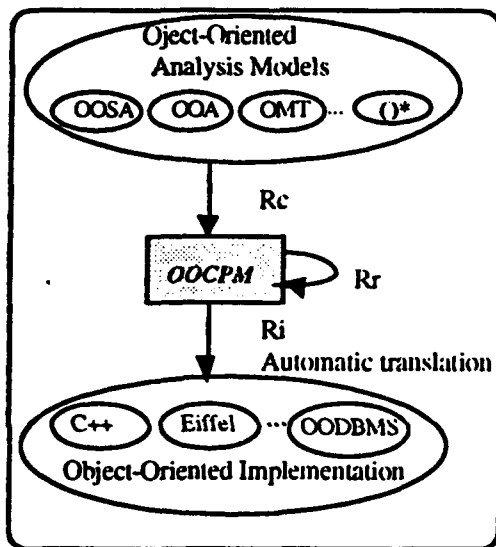 Oject-Oriented
Analysis Models
OOSA OOA OMT ... ()*
Rc
OOCPM
Rr
Ri
Automatic translation
C++ Eiffel ... OODBMS
Object-Oriented Implementation